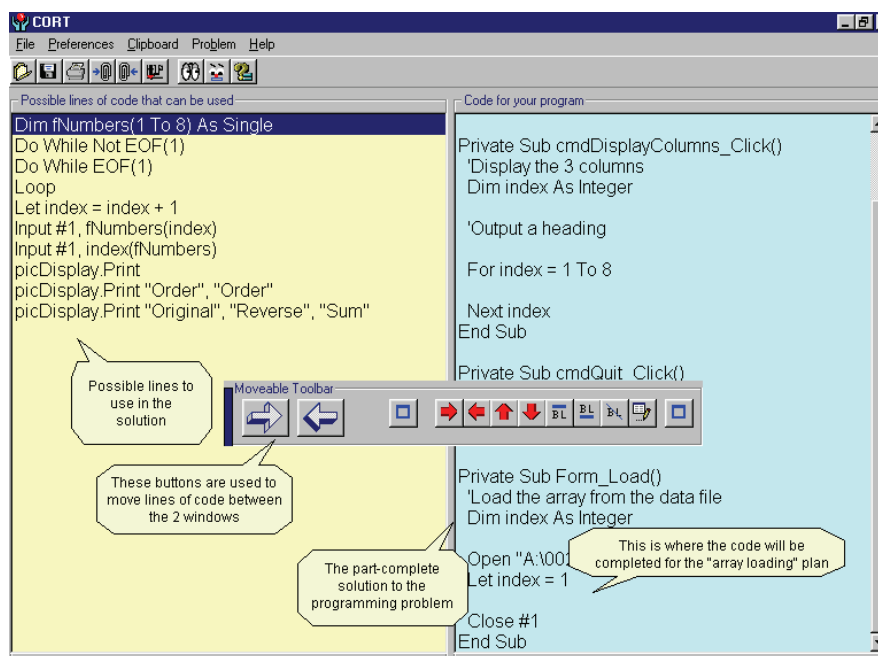 CORT
File Preferences Clipboard Problem Help
Possible lines of code that can be used
Dim fNumbers(1 To 8) As Single
Do While Not EOF(1)
Do While EOF(1)
Loop
Let index = index + 1
Input #1, fNumbers(index)
Input #1, index(fNumbers)
picDisplay.Print
picDisplay.Print "Order", "Order"
picDisplay.Print "Original", "Reverse", "Sum"
Possible lines to
use in the
solution
Code for your program
Private Sub cmdDisplayColumns_Click()
'Display the 3 columns
Dim index As Integer
'Output a heading
For index = 1 To 8
Next index
End Sub
Private Sub cmdQuit_Click()
Moveable Toolbar
BL
BL
BL
These buttons are used to
move lines of code between
the 2 windows
Private Sub Form_Load()
'Load the array from the data file
Dim index As Integer
Open "A:\002
Let index = 1
Close #1
End Sub
The part-complete
solution to the
programming problem
This is where the code will be
completed for the "array loading" plan